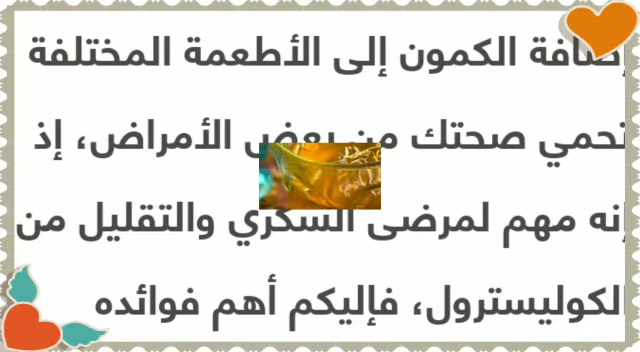 إضافة الكمون إلى الأطعمة المختلفة
تحمي صحتك من بعض الأمراض، إذ
إنه مهم لمرضى السكري والتقليل من
الكوليسترول، فإليكم أهم فوائده